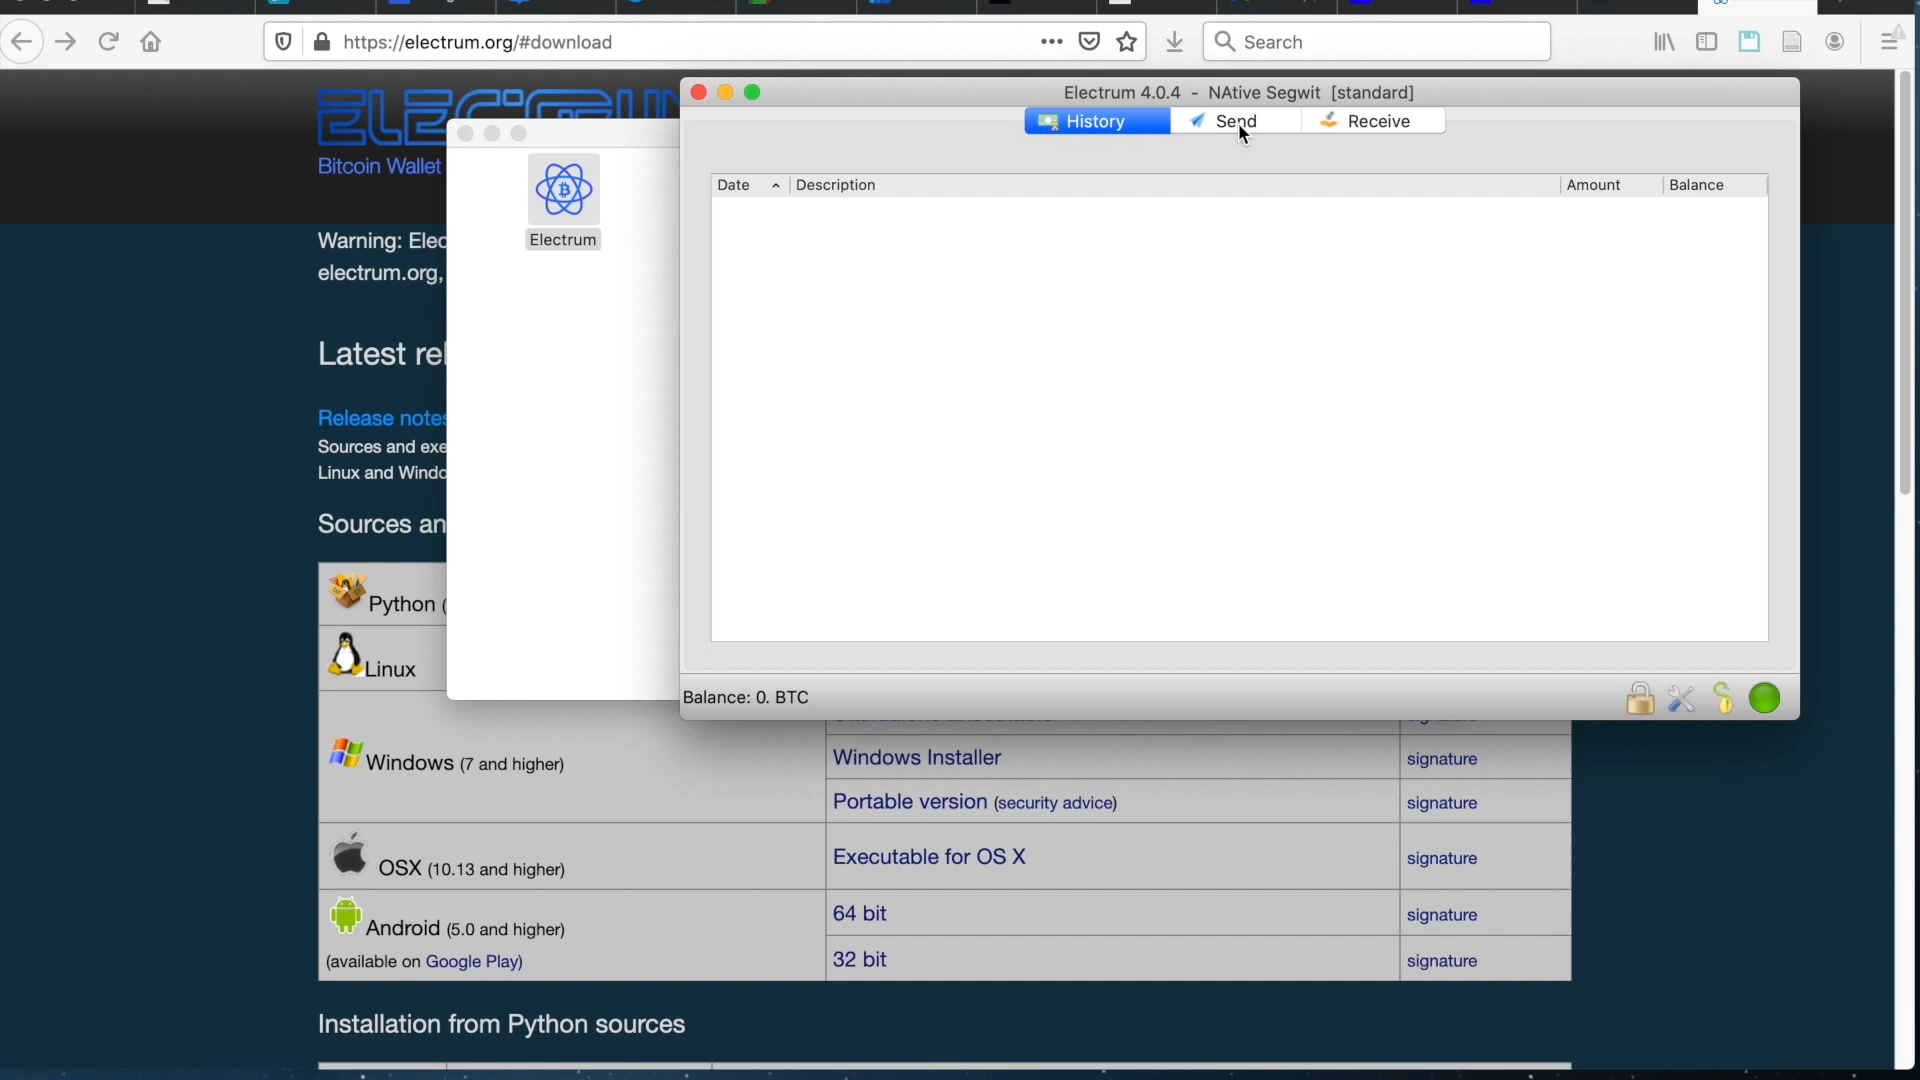 https://electrum.org/#download
Search
Electrum 4.0.4 - NAtive Segwit [standard]
History
Send
Receive
Bitcoin Wallet
Date
Description
Amount
Balance
Electrum
Warning: Elec
electrum.org,
Latest rel
Release notes
Sources and exe
Linux and Windo
Sources an
Python (
Linux
Balance: 0. BTC
Windows (7 and higher)
Windows Installer
signature
Portable version (security advice)
signature
OSX (10.13 and higher)
Executable for OS X
signature
Android (5.0 and higher)
64 bit
signature
(available on Google Play)
32 bit
signature
Installation from Python sources